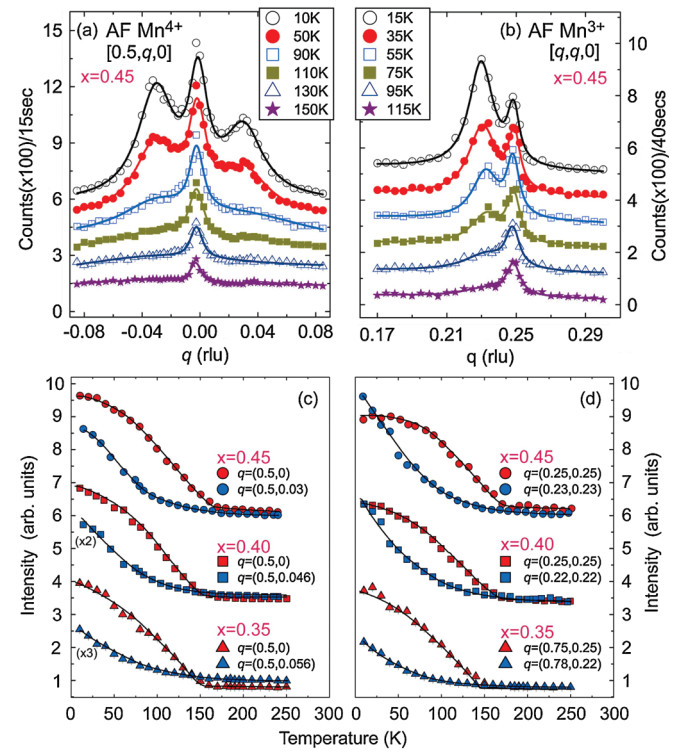 (a) AF Mn4+
[0.5,q,0]
x=0.45
10K
50K
90K
110K
130K
150K
15
12
9
6
3
0
Counts(x100)/15sec
-0.08 -0.04 0.00 0.04 0.08
q (rlu)
15K
35K
55K
75K
95K
115K
(b) AF Mn3+
[q,q,0]
x=0.45
10
8
6
4
2
0
Counts(x100)/40secs
0.17 0.21 0.25 0.29
q (rlu)
(c)
10
9
8
7
6
5
4
3
2
1
Intensity (arb. units)
x=0.45
q=(0.5,0)
q=(0.5,0.03)
(x2)
x=0.40
q=(0.5,0)
q=(0.5,0.046)
(x3)
x=0.35
q=(0.5,0)
q=(0.5,0.056)
0 50 100 150 200 250 300
(d)
x=0.45
q=(0.25,0.25)
q=(0.23,0.23)
x=0.40
q=(0.25,0.25)
q=(0.22,0.22)
x=0.35
q=(0.75,0.25)
q=(0.78,0.22)
10
9
8
7
6
5
4
3
2
1
Intensity (arb. units)
0 50 100 150 200 250 300
Temperature (K)